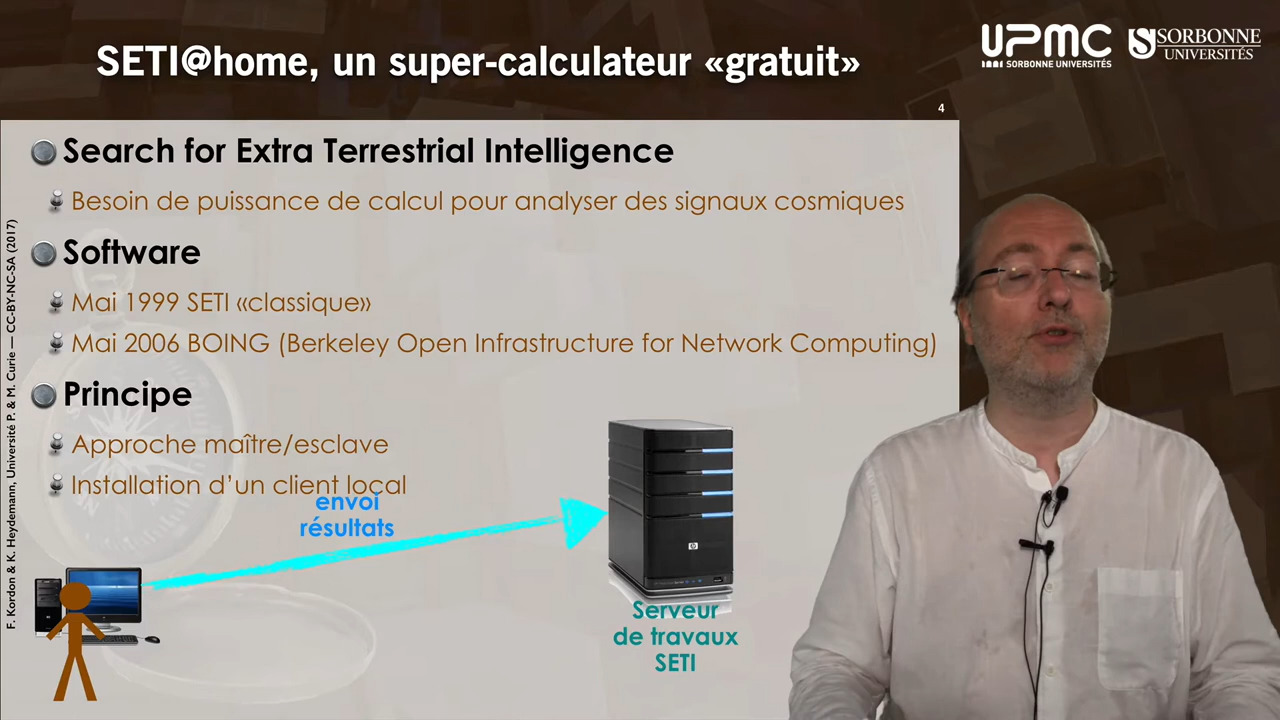 SETI@home, un super-calculateur «gratuit»
UPMC
SORBONNE UNIVERSITÉS
SORBONNE
UNIVERSITÉS
4
Search for Extra Terrestrial Intelligence
Besoin de puissance de calcul pour analyser des signaux cosmiques
Software
Mai 1999 SETI «classique»
Mai 2006 BOING (Berkeley Open Infrastructure for Network Computing)
Principe
Approche maître/esclave
Installation d'un client local
envoi
résultats
Serveur
de travaux
SETI
F. Kordon & K. Heydemann, Université P. & M. Curie — CC-BY-NC-SA (2017)